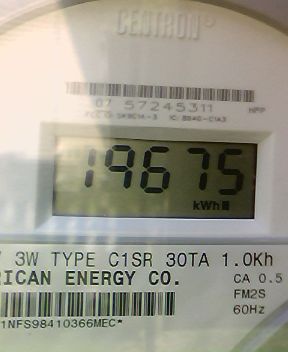 CENTRON®
07 57245311
19675
kWh
3W TYPE C1SR 30TA 1.0Kh
RICAN ENERGY CO.
CA 0.5
FM2S
60Hz
1NFS98410366MEC*